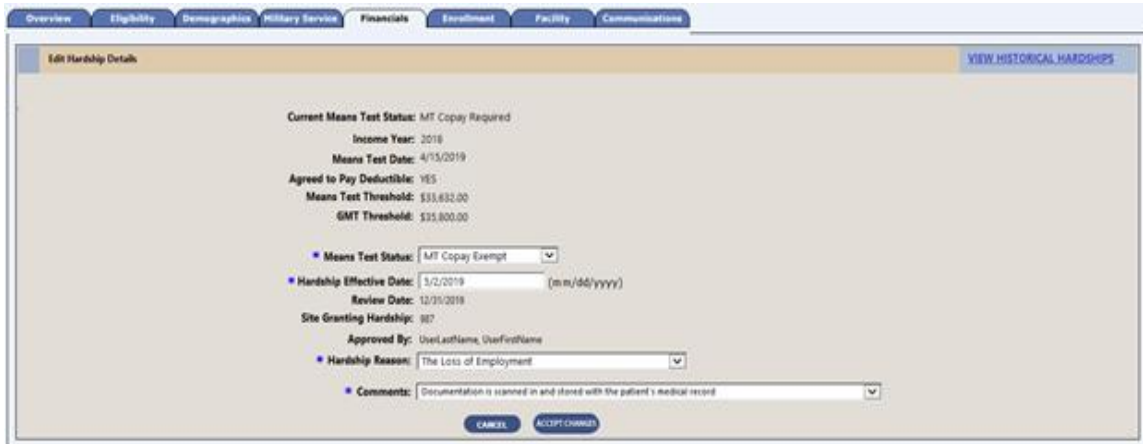 Overview Eligibility Demographics Military Service Financials Enrollment Facility Communications
Edit Hardship Details VIEW HISTORICAL HARDSHIPS
Current Means Test Status: MT Copay Required
Income Year: 2018
Means Test Date: 4/15/2019
Agreed to Pay Deductible: YES
Means Test Threshold: $33,632.00
GMT Threshold: $35,800.00
Means Test Status: MT Copay Exempt
Hardship Effective Date: 5/2/2019 (mm/dd/yyyy)
Review Date: 12/31/2019
Site Granting Hardship: 987
Approved By: UserLastName, UserFirstName
Hardship Reason: The Loss of Employment
Comments: Documentation is scanned in and stored with the patient's medical record
CANCEL ACCEPT CHANGES